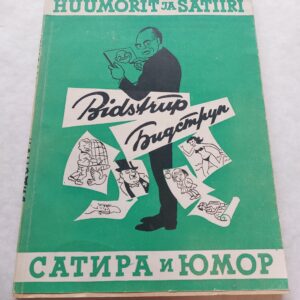 HUUMORIT JA SATIIRI
Bidstrup
Бидструп
САТИРА и ЮМОР